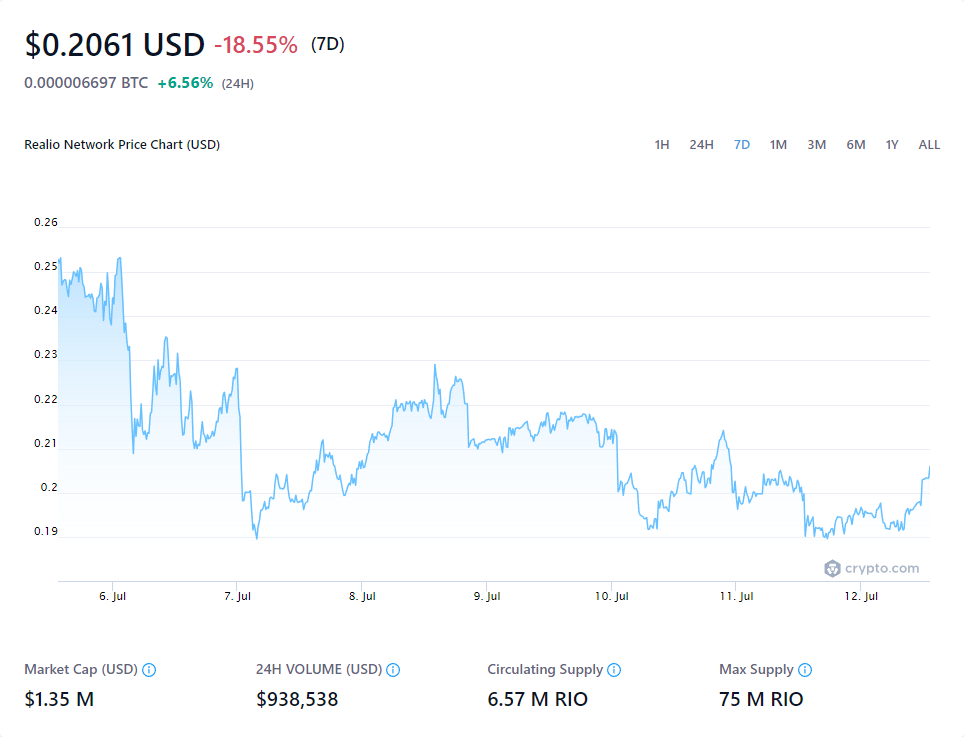 $0.2061 USD -18.55% (7D)
0.000006697 BTC +6.56% (24H)
Realio Network Price Chart (USD) 1H 24H 7D 1M 3M 6M 1Y ALL
0.26
0.25
0.24
0.23
0.22
0.21
0.2
0.19
crypto.com
6. Jul 7. Jul 8. Jul 9. Jul 10. Jul 11. Jul 12. Jul
Market Cap (USD) 24H VOLUME (USD) Circulating Supply Max Supply
$1.35 M $938,538 6.57 M RIO 75 M RIO